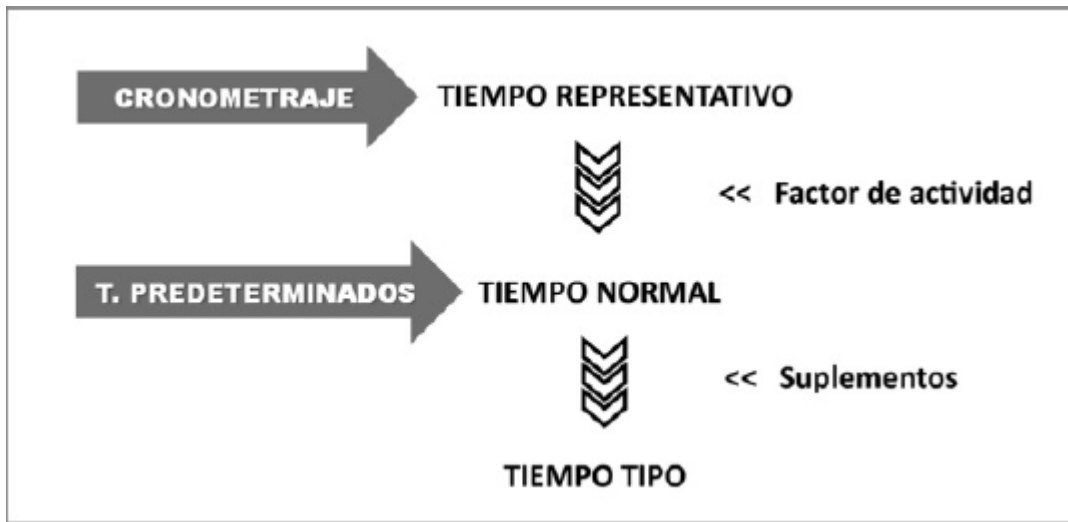 CRONOMETRAJE TIEMPO REPRESENTATIVO
<< Factor de actividad
T. PREDETERMINADOS TIEMPO NORMAL
<< Suplementos
TIEMPO TIPO